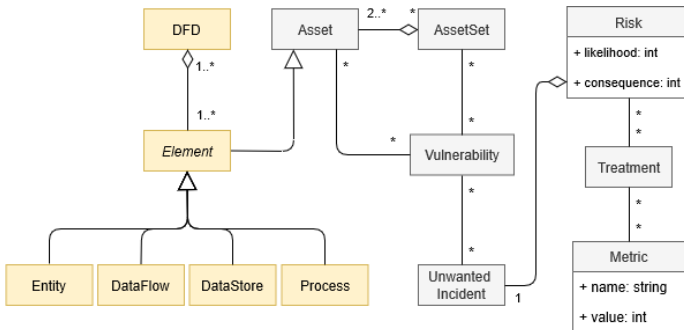 DFD
1..*
1..*
Element
Entity
DataFlow
DataStore
Process
Asset
2..*
*
AssetSet
*
*
*
*
Vulnerability
*
*
Unwanted
Incident
1
Risk
+ likelihood: int
+ consequence: int
*
*
Treatment
*
*
Metric
+ name: string
+ value: int